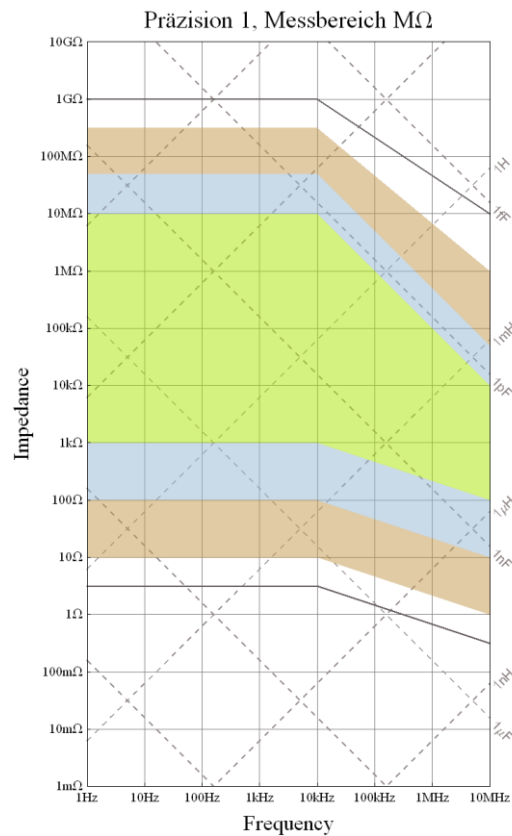 Präzision 1, Messbereich MΩ
10GΩ
1GΩ
100MΩ
10MΩ
1MΩ
100kΩ
10kΩ
1kΩ
100Ω
10Ω
1Ω
100mΩ
10mΩ
1mΩ
Impedance
1H
1fF
1mH
1pF
1µH
1nF
1nH
1µF
1Hz 10Hz 100Hz 1kHz 10kHz 100kHz 1MHz 10MHz
Frequency